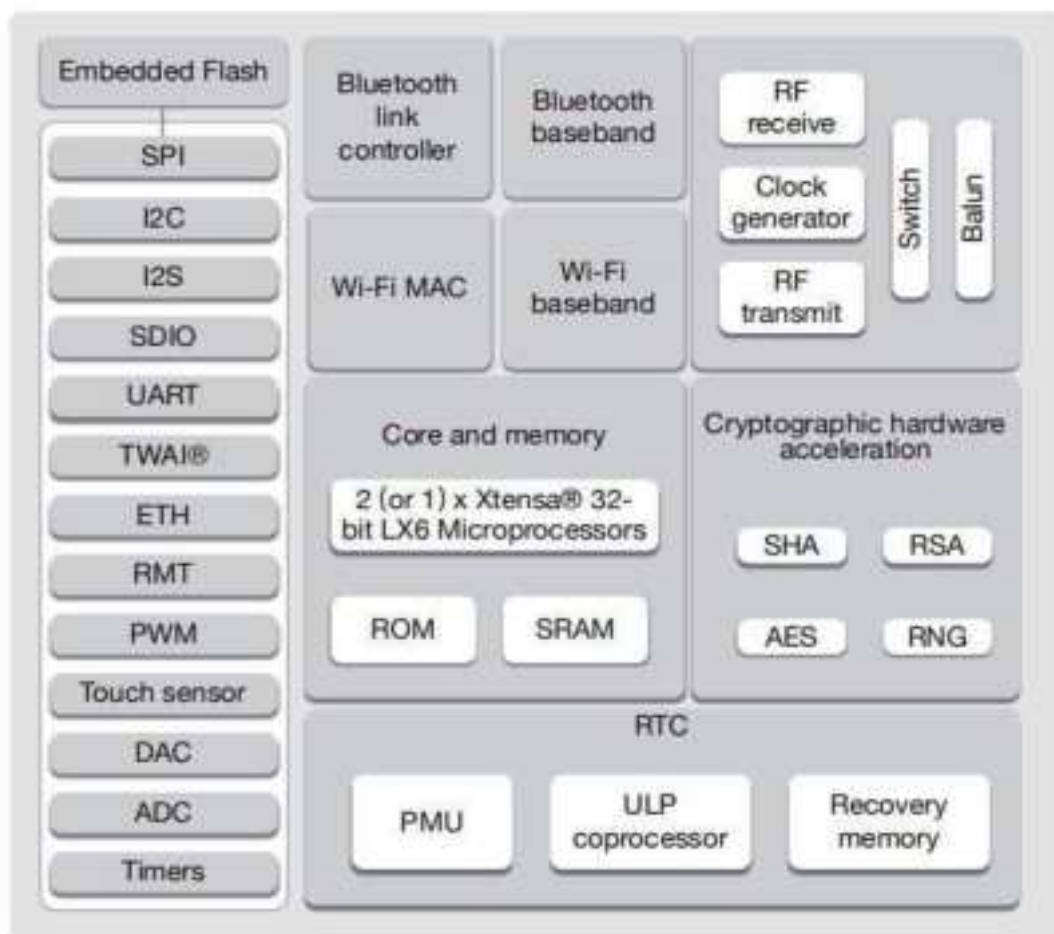 Embedded Flash
SPI
I2C
I2S
SDIO
UART
TWAI®
ETH
RMT
PWM
Touch sensor
DAC
ADC
Timers
Bluetooth
link
controller
Bluetooth
baseband
Wi-Fi MAC
Wi-Fi
baseband
RF
receive
Clock
generator
RF
transmit
Switch
Balun
Core and memory
2 (or 1) x Xtensa® 32-
bit LX6 Microprocessors
ROM
SRAM
Cryptographic hardware
acceleration
SHA
RSA
AES
RNG
RTC
PMU
ULP
coprocessor
Recovery
memory